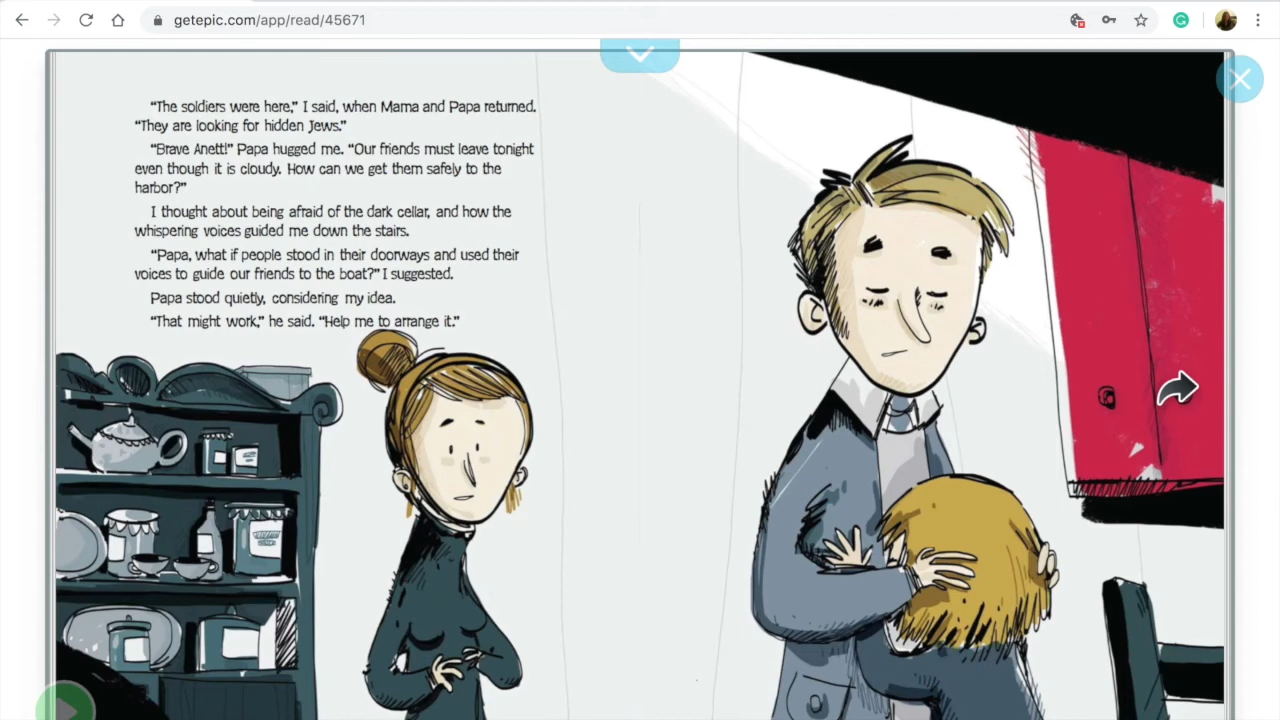 getepic.com/app/read/45671
“The soldiers were here,” I said, when Mama and Papa returned.
“They are looking for hidden Jews.”
“Brave Anett!” Papa hugged me. “Our friends must leave tonight
even though it is cloudy. How can we get them safely to the
harbor?”
I thought about being afraid of the dark cellar, and how the
whispering voices guided me down the stairs.
“Papa, what if people stood in their doorways and used their
voices to guide our friends to the boat?” I suggested.
Papa stood quietly, considering my idea.
“That might work,” he said. “Help me to arrange it.”